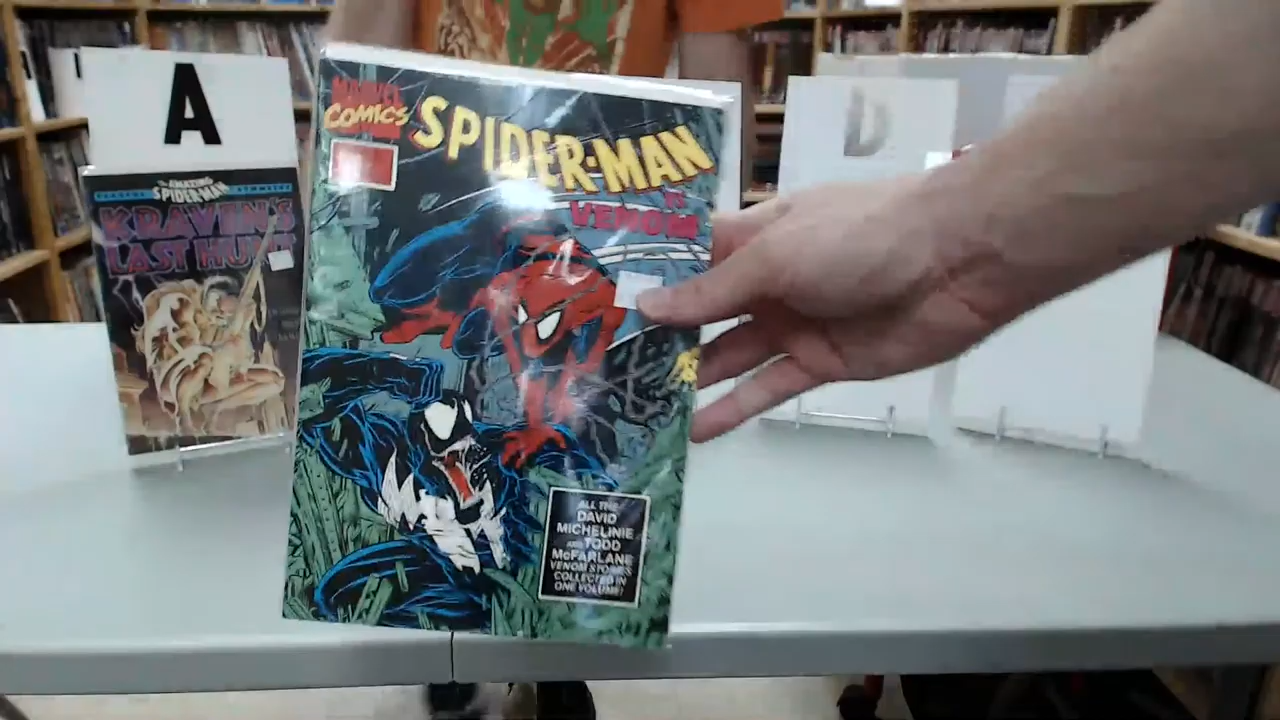 A
THE AMAZING
SPIDER-MAN
KRAVEN'S
LAST HUNT
MARVEL
COMICS
SPIDER-MAN
VS
VENOM
ALL THE
DAVID
MICHELINIE
AND TODD
McFARLANE
VENOM STORIES
COLLECTED IN
ONE VOLUME!
b